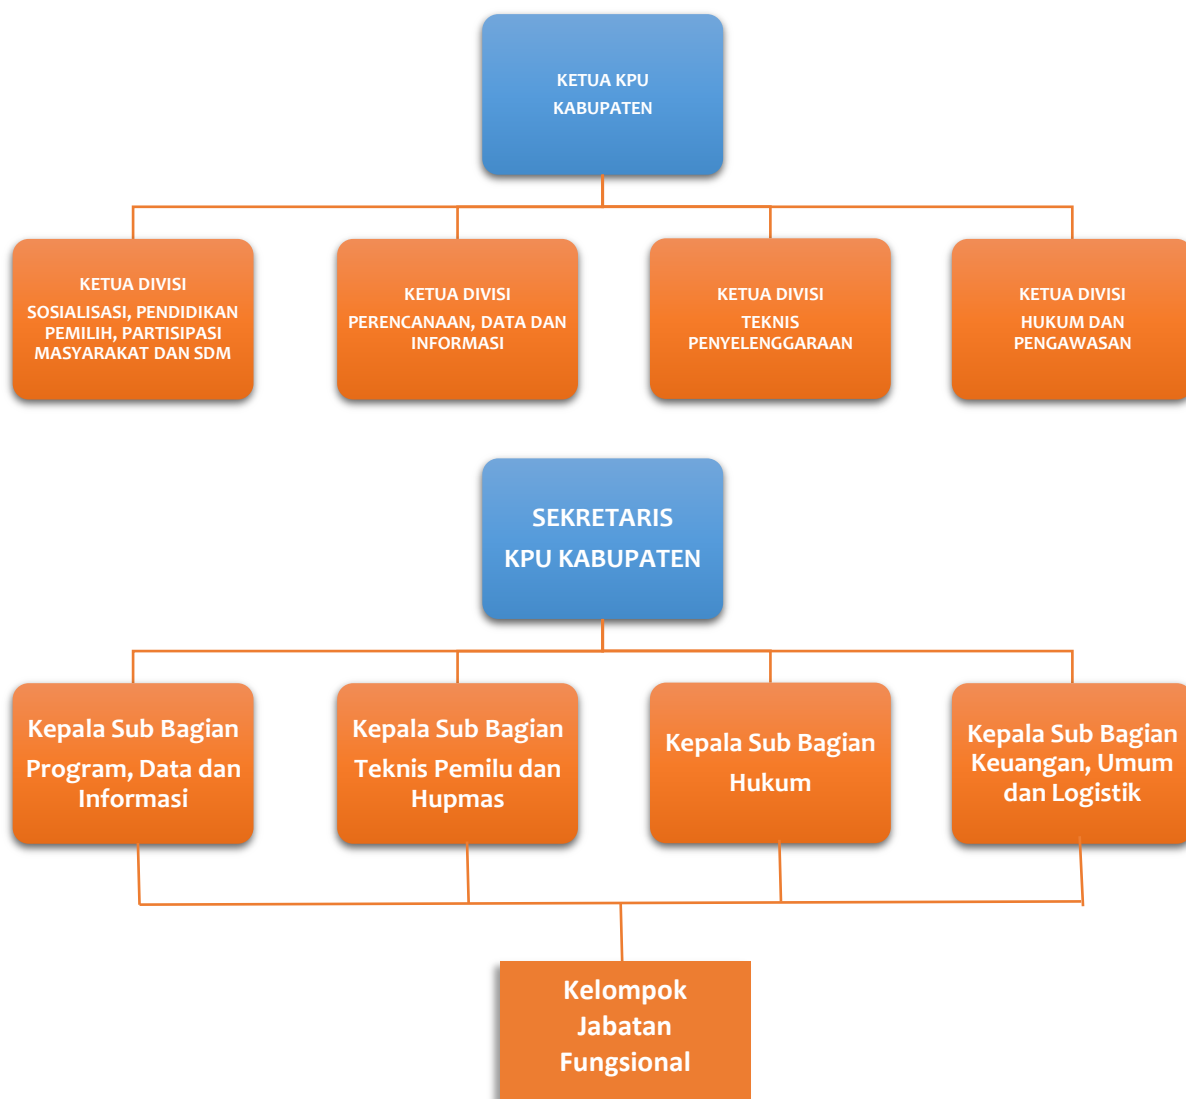 KETUA KPU
KABUPATEN
KETUA DIVISI
SOSIALISASI, PENDIDIKAN
PEMILIH, PARTISIPASI
MASYARAKAT DAN SDM
KETUA DIVISI
PERENCANAAN, DATA DAN
INFORMASI
KETUA DIVISI
TEKNIS
PENYELENGGARAAN
KETUA DIVISI
HUKUM DAN
PENGAWASAN
SEKRETARIS
KPU KABUPATEN
Kepala Sub Bagian
Program, Data dan
Informasi
Kepala Sub Bagian
Teknis Pemilu dan
Hupmas
Kepala Sub Bagian
Hukum
Kepala Sub Bagian
Keuangan, Umum
dan Logistik
Kelompok
Jabatan
Fungsional